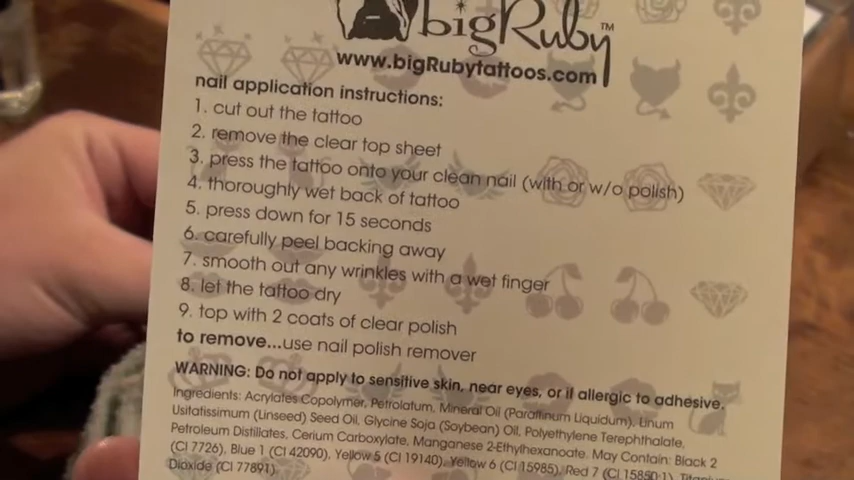 bigRuby™
www.bigRubytattoos.com
nail application instructions:
1. cut out the tattoo
2. remove the clear top sheet
3. press the tattoo onto your clean nail (with or w/o polish)
4. thoroughly wet back of tattoo
5. press down for 15 seconds
6. carefully peel backing away
7. smooth out any wrinkles with a wet finger
8. let the tattoo dry
9. top with 2 coats of clear polish
to remove...use nail polish remover
WARNING: Do not apply to sensitive skin, near eyes, or if allergic to adhesive.
Ingredients: Acrylates Copolymer, Petrolatum, Mineral Oil (Paraffinum Liquidum), Linum
Usitatissimum (Linseed) Seed Oil, Glycine Soja (Soybean) Oil, Polyethylene Terephthalate,
Petroleum Distillates, Cerium Carboxylate, Manganese 2-Ethylhexanoate. May Contain: Black 2
(CI 7726), Blue 1 (CI 42090), Yellow 5 (CI 19140), Yellow 6 (CI 15985), Red 7 (CI 15850:1),
Dioxide (CI 77891).